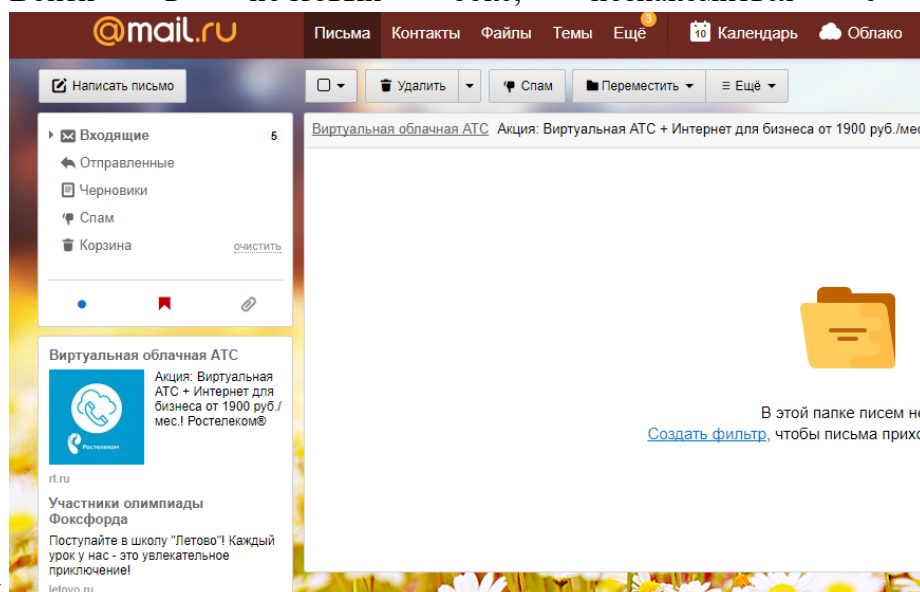 @mail.ru
Письма Контакты Файлы Темы Ещё 3 10 Календарь Облако
Написать письмо
Удалить Спам Переместить Ещё
Входящие 5
Отправленные
Черновики
Спам
Корзина очистить
Виртуальная облачная АТС Акция: Виртуальная АТС + Интернет для бизнеса от 1900 руб./мес
Виртуальная облачная АТС
Акция: Виртуальная
АТС + Интернет для
бизнеса от 1900 руб./
мес.! Ростелеком®
Ростелеком
rt.ru
Участники олимпиады
Фоксфорда
Поступайте в школу "Летово"! Каждый
урок у нас - это увлекательное
приключение!
letovo.ru
В этой папке писем не
Создать фильтр, чтобы письма прихо